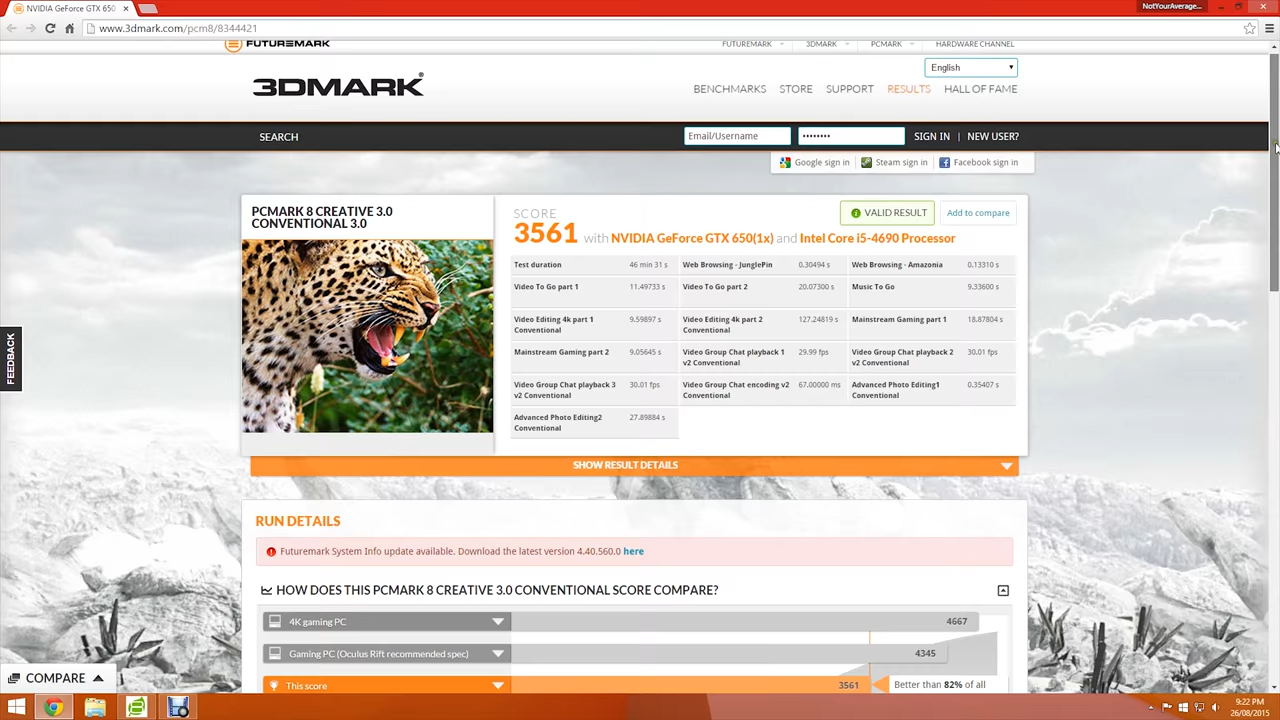 NVIDIA GeForce GTX 650
NotYourAverage...
www.3dmark.com/pcm8/8344421
FUTUREMARK
FUTUREMARK 3DMARK PCMARK HARDWARE CHANNEL
English
3DMARK®
BENCHMARKS STORE SUPPORT RESULTS HALL OF FAME
SEARCH
Email/Username
SIGN IN | NEW USER?
Google sign in Steam sign in Facebook sign in
PCMARK 8 CREATIVE 3.0
CONVENTIONAL 3.0
SCORE
VALID RESULT
Add to compare
3561 with NVIDIA GeForce GTX 650(1x) and Intel Core i5-4690 Processor
Test duration 46 min 31 s Web Browsing - JunglePin 0.30494 s Web Browsing - Amazonia 0.13310 s
Video To Go part 1 11.49733 s Video To Go part 2 20.07300 s Music To Go 9.33600 s
Video Editing 4k part 1 9.59897 s Video Editing 4k part 2 127.24819 s Mainstream Gaming part 1 18.87804 s
Conventional Conventional
Mainstream Gaming part 2 9.05645 s Video Group Chat playback 1 29.99 fps Video Group Chat playback 2 30.01 fps
v2 Conventional v2 Conventional
Video Group Chat playback 3 30.01 fps Video Group Chat encoding v2 67.00000 ms Advanced Photo Editing1 0.35407 s
v2 Conventional Conventional Conventional
Advanced Photo Editing2 27.89884 s
Conventional
SHOW RESULT DETAILS
FEEDBACK
RUN DETAILS
Futuremark System Info update available. Download the latest version 4.40.560.0 here
HOW DOES THIS PCMARK 8 CREATIVE 3.0 CONVENTIONAL SCORE COMPARE?
4K gaming PC 4667
Gaming PC (Oculus Rift recommended spec) 4345
This score 3561 Better than 82% of all
COMPARE
9:22 PM
26/08/2015